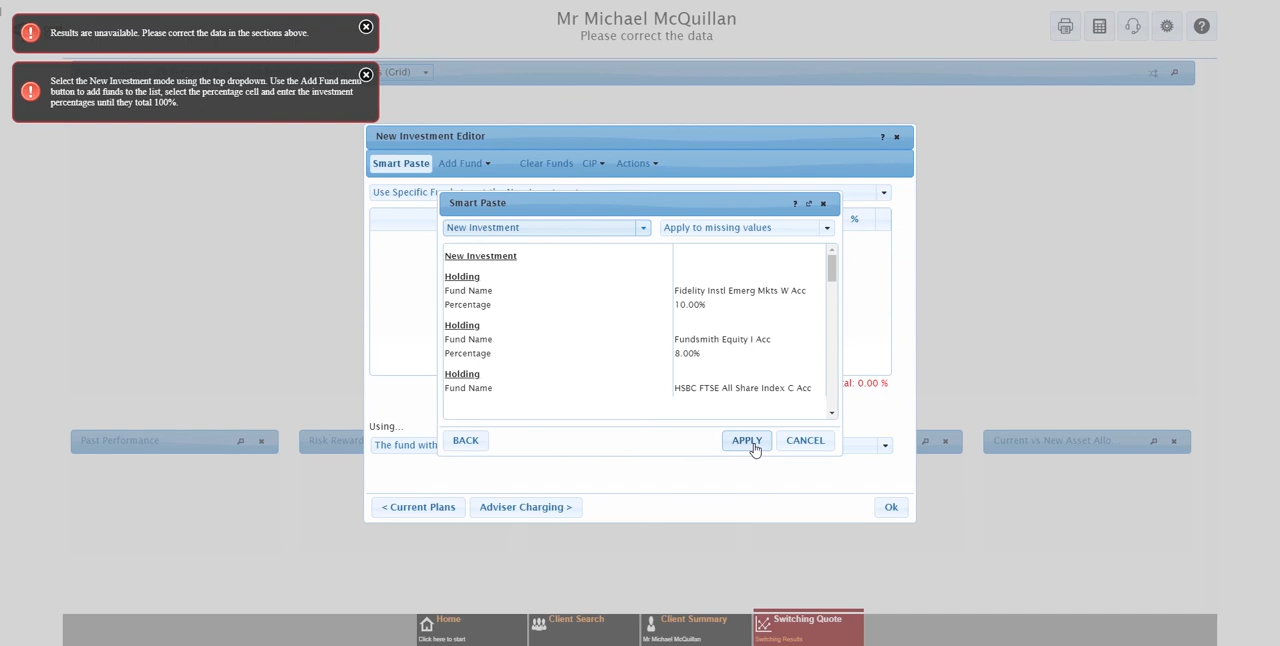 Mr Michael McQuillan
Please correct the data
Results are unavailable. Please correct the data in the sections above.
Select the New Investment mode using the top dropdown. Use the Add Fund menu
button to add funds to the list, select the percentage cell and enter the investment
percentages until they total 100%.
(Grid)
New Investment Editor
?
Smart Paste
Add Fund
Clear Funds
CIP
Actions
Use Specific
%
Smart Paste
?
New Investment
Apply to missing values
New Investment
Holding
Fund Name Fidelity Instl Emerg Mkts W Acc
Percentage 10.00%
Holding
Fund Name Fundsmith Equity I Acc
Percentage 8.00%
Holding
Fund Name HSBC FTSE All Share Index C Acc
BACK
APPLY
CANCEL
0.00 %
Using...
The fund with
Past Performance
Risk Reward
Current vs New Asset Allo...
< Current Plans
Adviser Charging >
Ok
Home
Click here to start
Client Search
Client Summary
Mr Michael McQuillan
Switching Quote
Switching Results